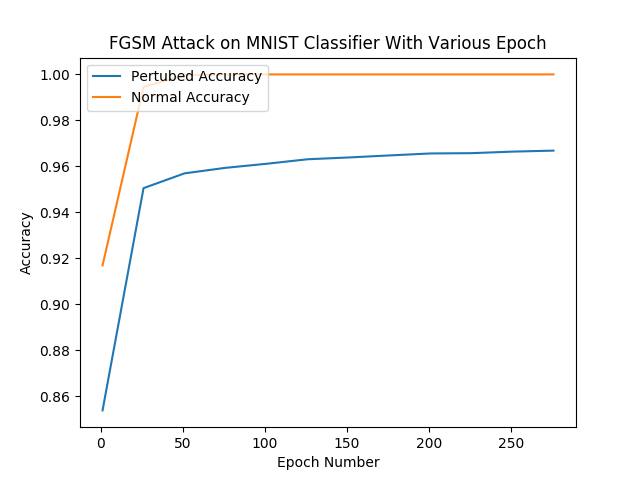 FGSM Attack on MNIST Classifier With Various Epoch
Pertubed Accuracy
Normal Accuracy
1.00
0.98
0.96
0.94
0.92
0.90
0.88
0.86
Accuracy
0 50 100 150 200 250
Epoch Number